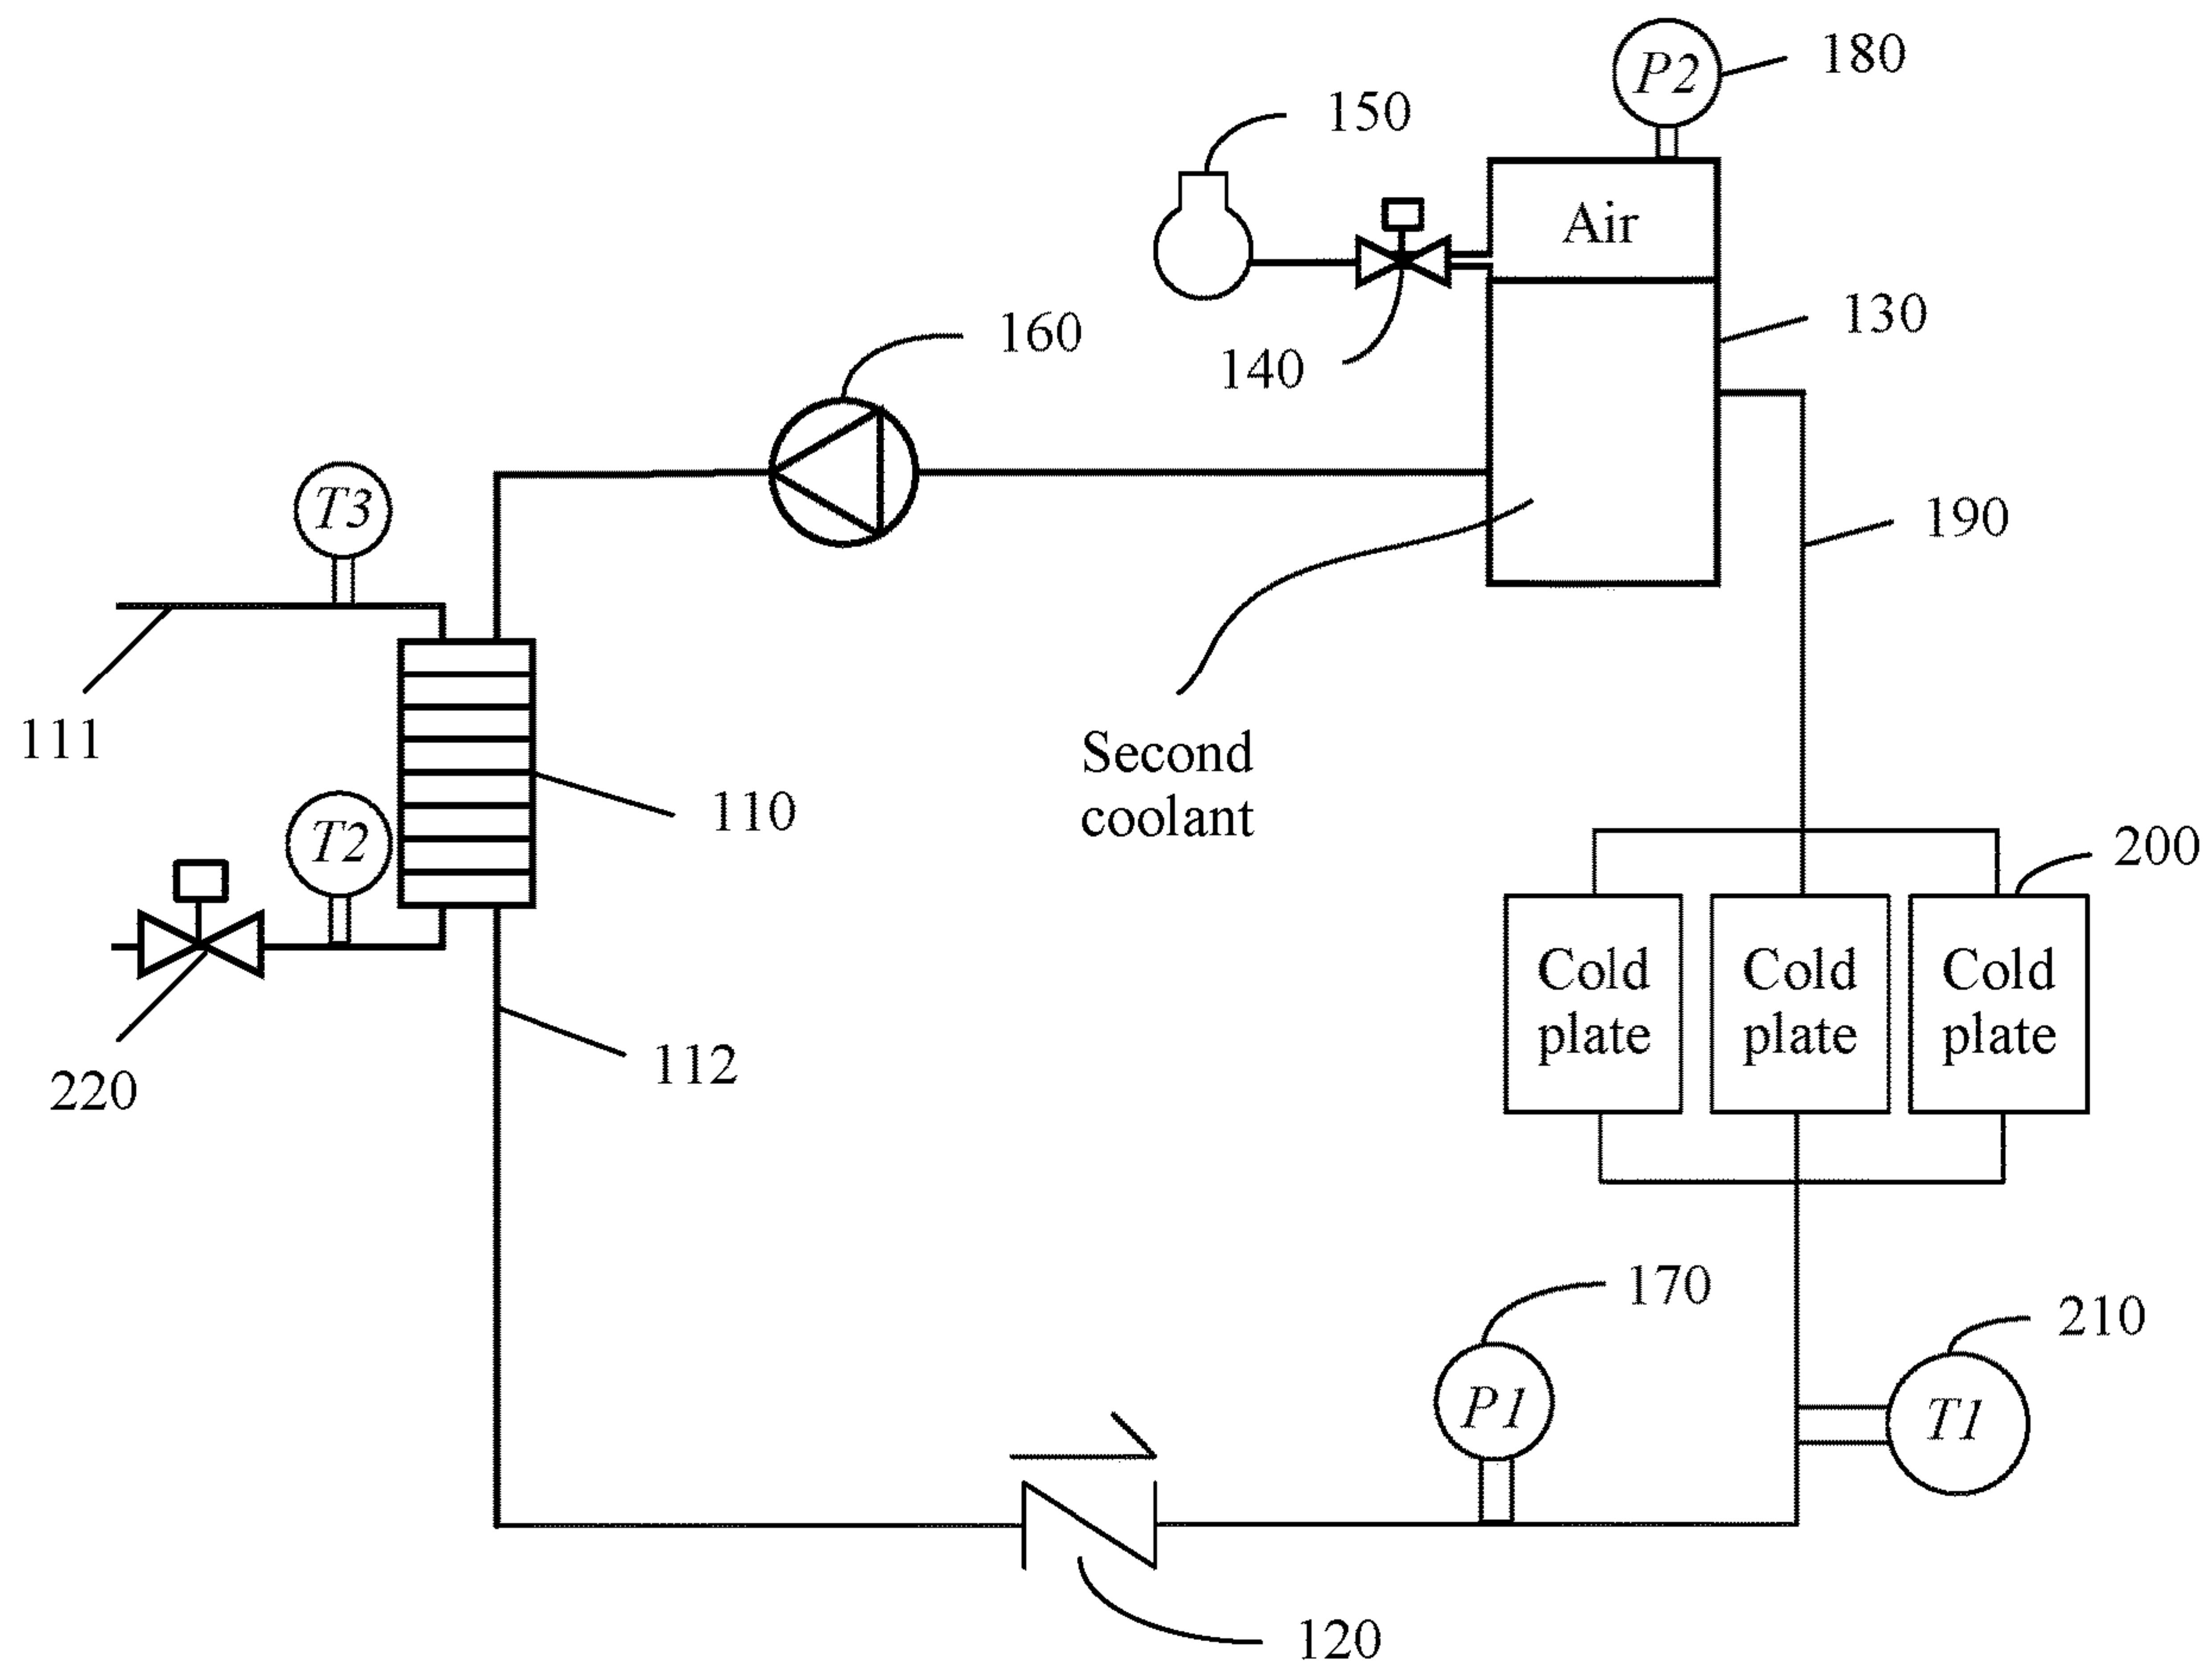 P2
180
150
Air
130
160
140
T3
190
111
Second
coolant
110
T2
200
Cold
plate
Cold
plate
Cold
plate
112
220
170
210
P1
T1
120